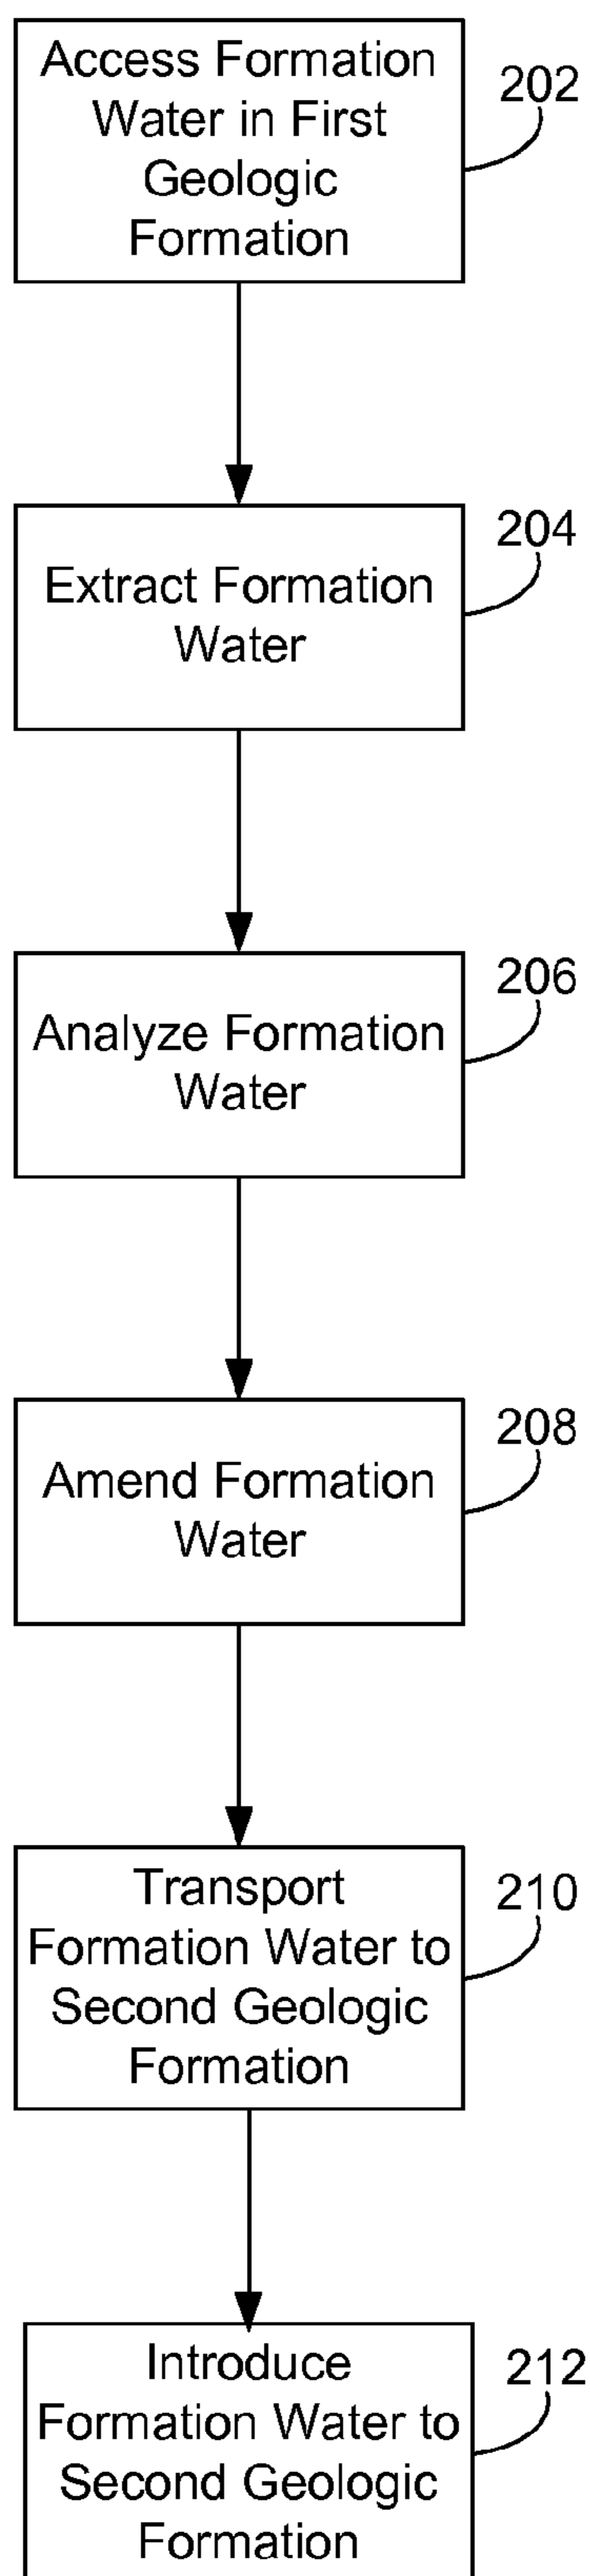 Access Formation
Water in First
Geologic
Formation
202
Extract Formation
Water
204
Analyze Formation
Water
206
Amend Formation
Water
208
Transport
Formation Water to
Second Geologic
Formation
210
Introduce
Formation Water to
Second Geologic
Formation
212